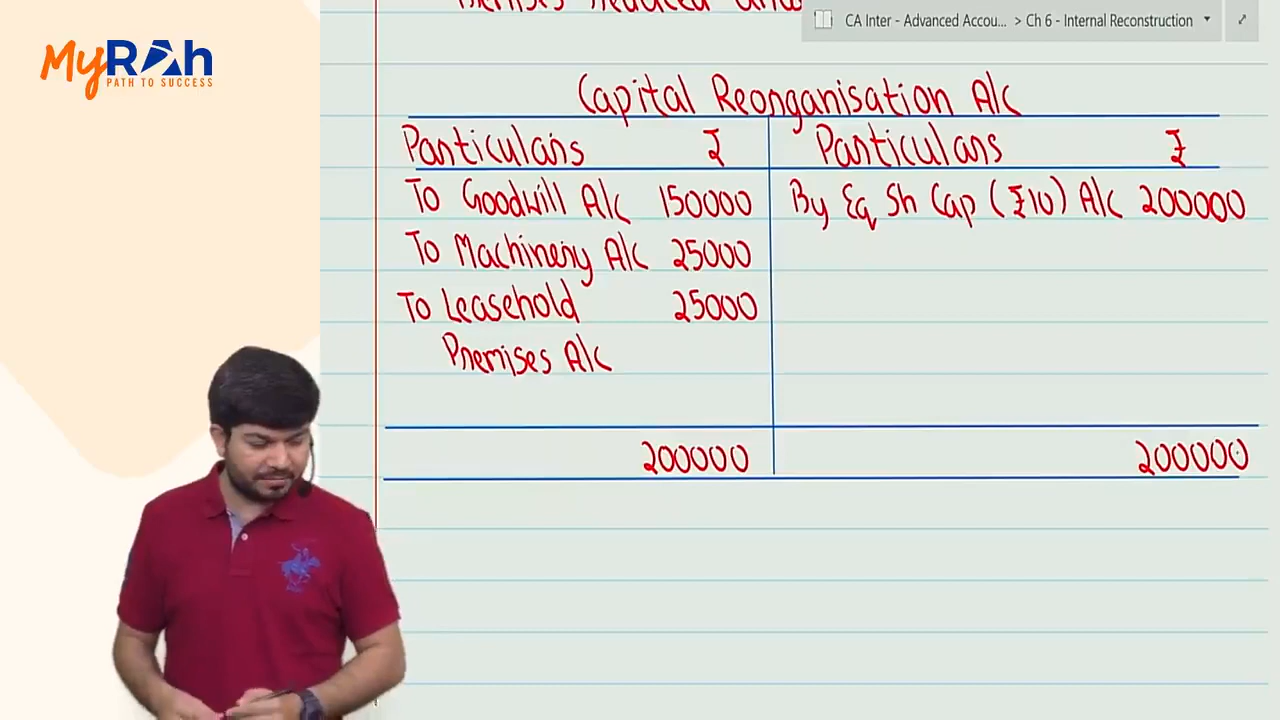 MyRAh
PATH TO SUCCESS
CA Inter - Advanced Accou... > Ch 6 - Internal Reconstruction
Capital Reorganisation A/c
Particulars ₹ Particulars ₹
To Goodwill A/c 150000 By Eq Sh Cap (₹10) A/c 200000
To Machinery A/c 25000
To Leasehold 25000
Premises A/c
200000 200000